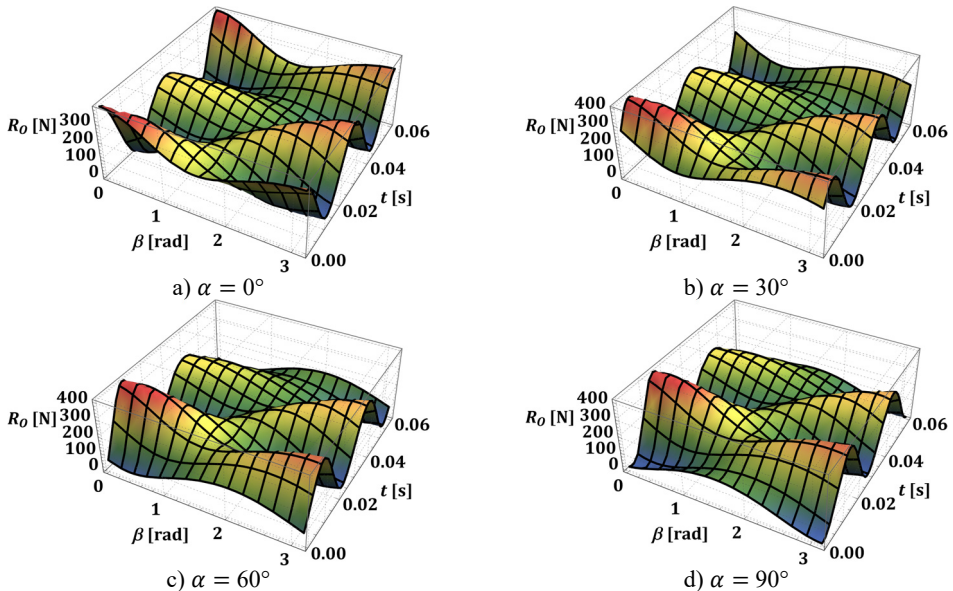 300
R_O [N] 200
100
0
0
1
β [rad] 2
3
0.00
0.02
t [s]
0.04
0.06
a) α = 0°
400
300
R_O [N] 200
100
0
0
1
β [rad]
2
3
0.00
0.02
t [s]
0.04
0.06
b) α = 30°
400
R_O [N] 300
200
100
0
0
1
β [rad]
2
3
0.00
0.02
t [s]
0.04
0.06
c) α = 60°
400
R_O [N] 300
200
100
0
0
1
β [rad]
2
3
0.00
0.02
t [s]
0.04
0.06
d) α = 90°